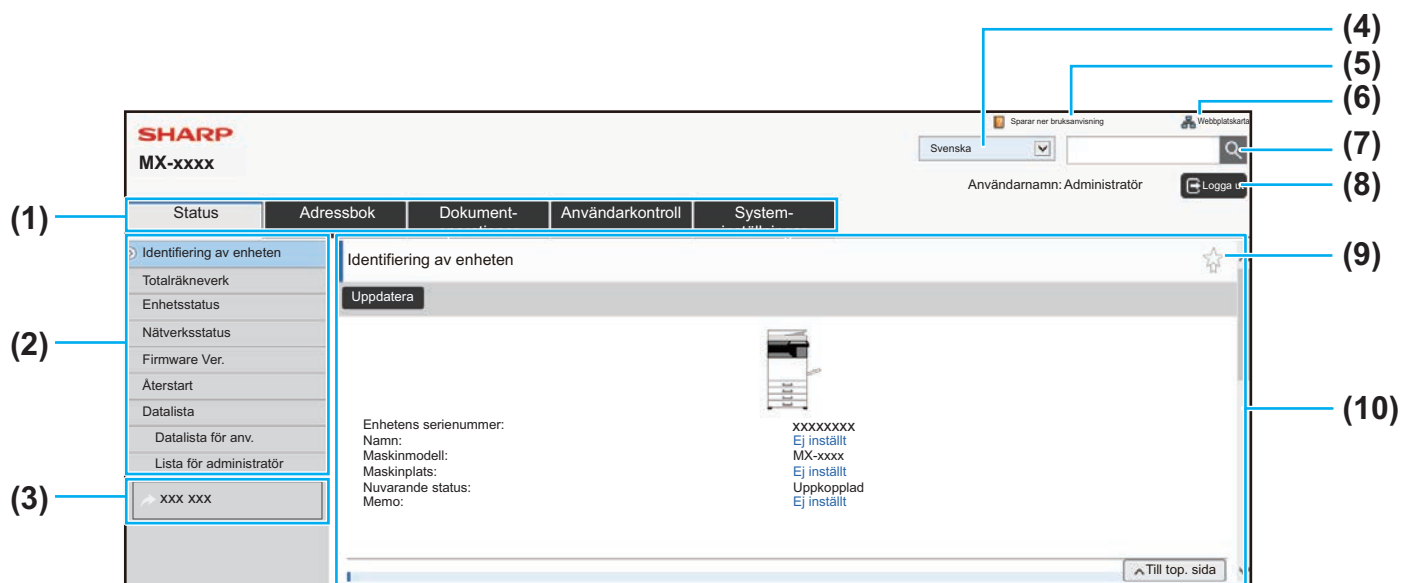 (4)
(5)
(6)
SHARP
MX-xxxx
Sparar ner bruksanvisning
Webbplatskarta
Svenska
(7)
Användarnamn: Administratör
Logga ut
(8)
(1)
Status
Adressbok
Dokument-
Användarkontroll
System-
Identifiering av enheten
Totalräkneverk
Enhetsstatus
Nätverksstatus
Firmware Ver.
Återstart
Datalista
Datalista för anv.
Lista för administratör
(2)
(3)
xxx xxx
Identifiering av enheten
(9)
Uppdatera
Enhetens serienummer: xxxxxxxx
Namn: Ej inställt
Maskinmodell: MX-xxxx
Maskinplats: Ej inställt
Nuvarande status: Uppkopplad
Memo: Ej inställt
(10)
Till top. sida